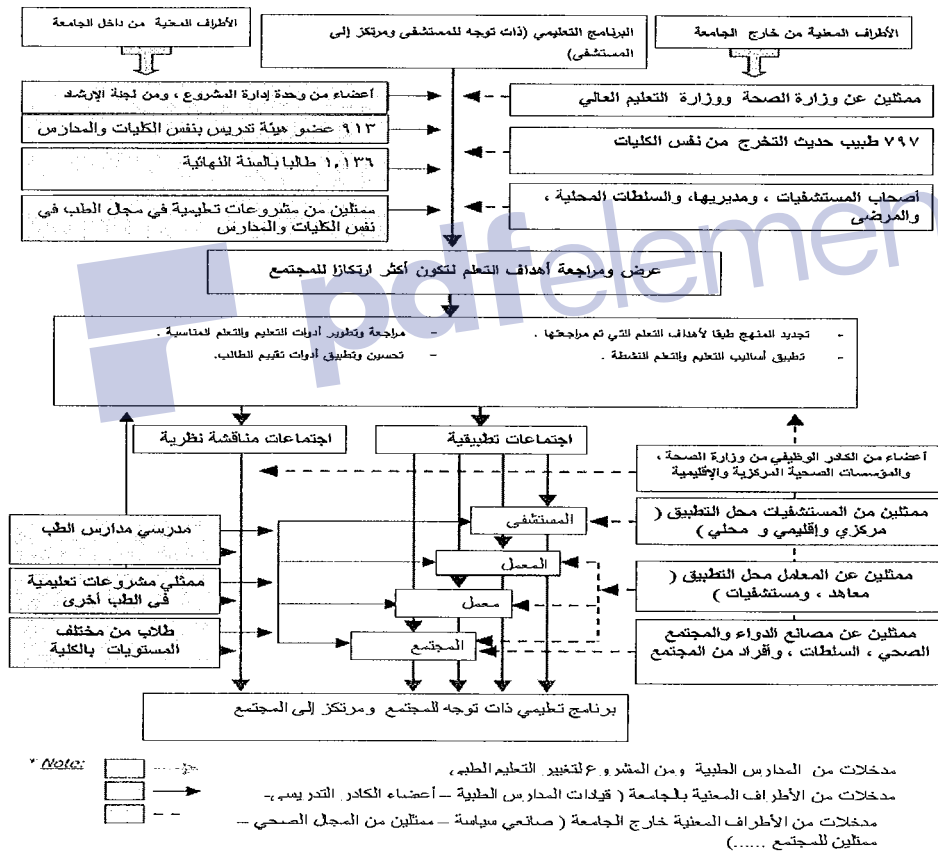 الأطراف المعنية من داخل الجامعة
البرنامج التعليمي (ذات توجه للمستشفى ومرتكز إلى
المستشفى)
الأطراف المعنية من خارج الجامعة
أعضاء من وحدة إدارة المشروع ، ومن لجنة الإرشاد
ممثلين عن وزارة الصحة ووزارة التعليم العالي
٩١٣ عضو هيئة تدريس بنفس الكليات والمدارس
٧٩٧ طبيب حديث التخرج من نفس الكليات
١,١٣٦ طالبا بالسنة النهائية
أصحاب المستشفيات ، ومديريها، والسلطات المحلية ،
والمرضى
ممثلين من مشروعات تعليمية في مجال الطب في
نفس الكليات والمدارس
pdfelement
عرض ومراجعة أهداف التعلم لتكون أكثر ارتكازا للمجتمع
- تجديد المنهج طبقا لأهداف التعلم التي تم مراجعتها .
- مراجعة وتطوير أدوات التعليم والتعلم المناسبة .
- تطبيق أساليب التعليم والتعلم النشطة .
- تحسين وتطبيق أدوات تقييم الطالب.
اجتماعات تطبيقية
اجتماعات مناقشة نظرية
أعضاء من الكادر الوظيفي من وزارة الصحة ،
والمؤسسات الصحية المركزية والإقليمية
المستشفى
ممثلين من المستشفيات محل التطبيق (
مركزي وإقليمي و محلي )
مدرسي مدارس الطب
المعمل
ممثلين عن المعامل محل التطبيق (
معاهد ، ومستشفيات )
ممثلي مشروعات تعليمية
في الطب أخرى
معمل
ممثلين عن مصانع الدواء والمجتمع
الصحي ، السلطات ، وأفراد من المجتمع
طلاب من مختلف
المستويات بالكلية
المجتمع
برنامج تعليمي ذات توجه للمجتمع ومرتكز إلى المجتمع
* Note:
مدخلات من المدارس الطبية ومن المشروع لتغيير التعليم الطبي
مدخلات من الأطراف المعنية بالجامعة ( قيادات المدارس الطبية – أعضاء الكادر التدريسي-
مدخلات من الأطراف المعنية خارج الجامعة ( صانعي سياسة – ممثلين من المجال الصحي –
ممثلين للمجتمع ......)